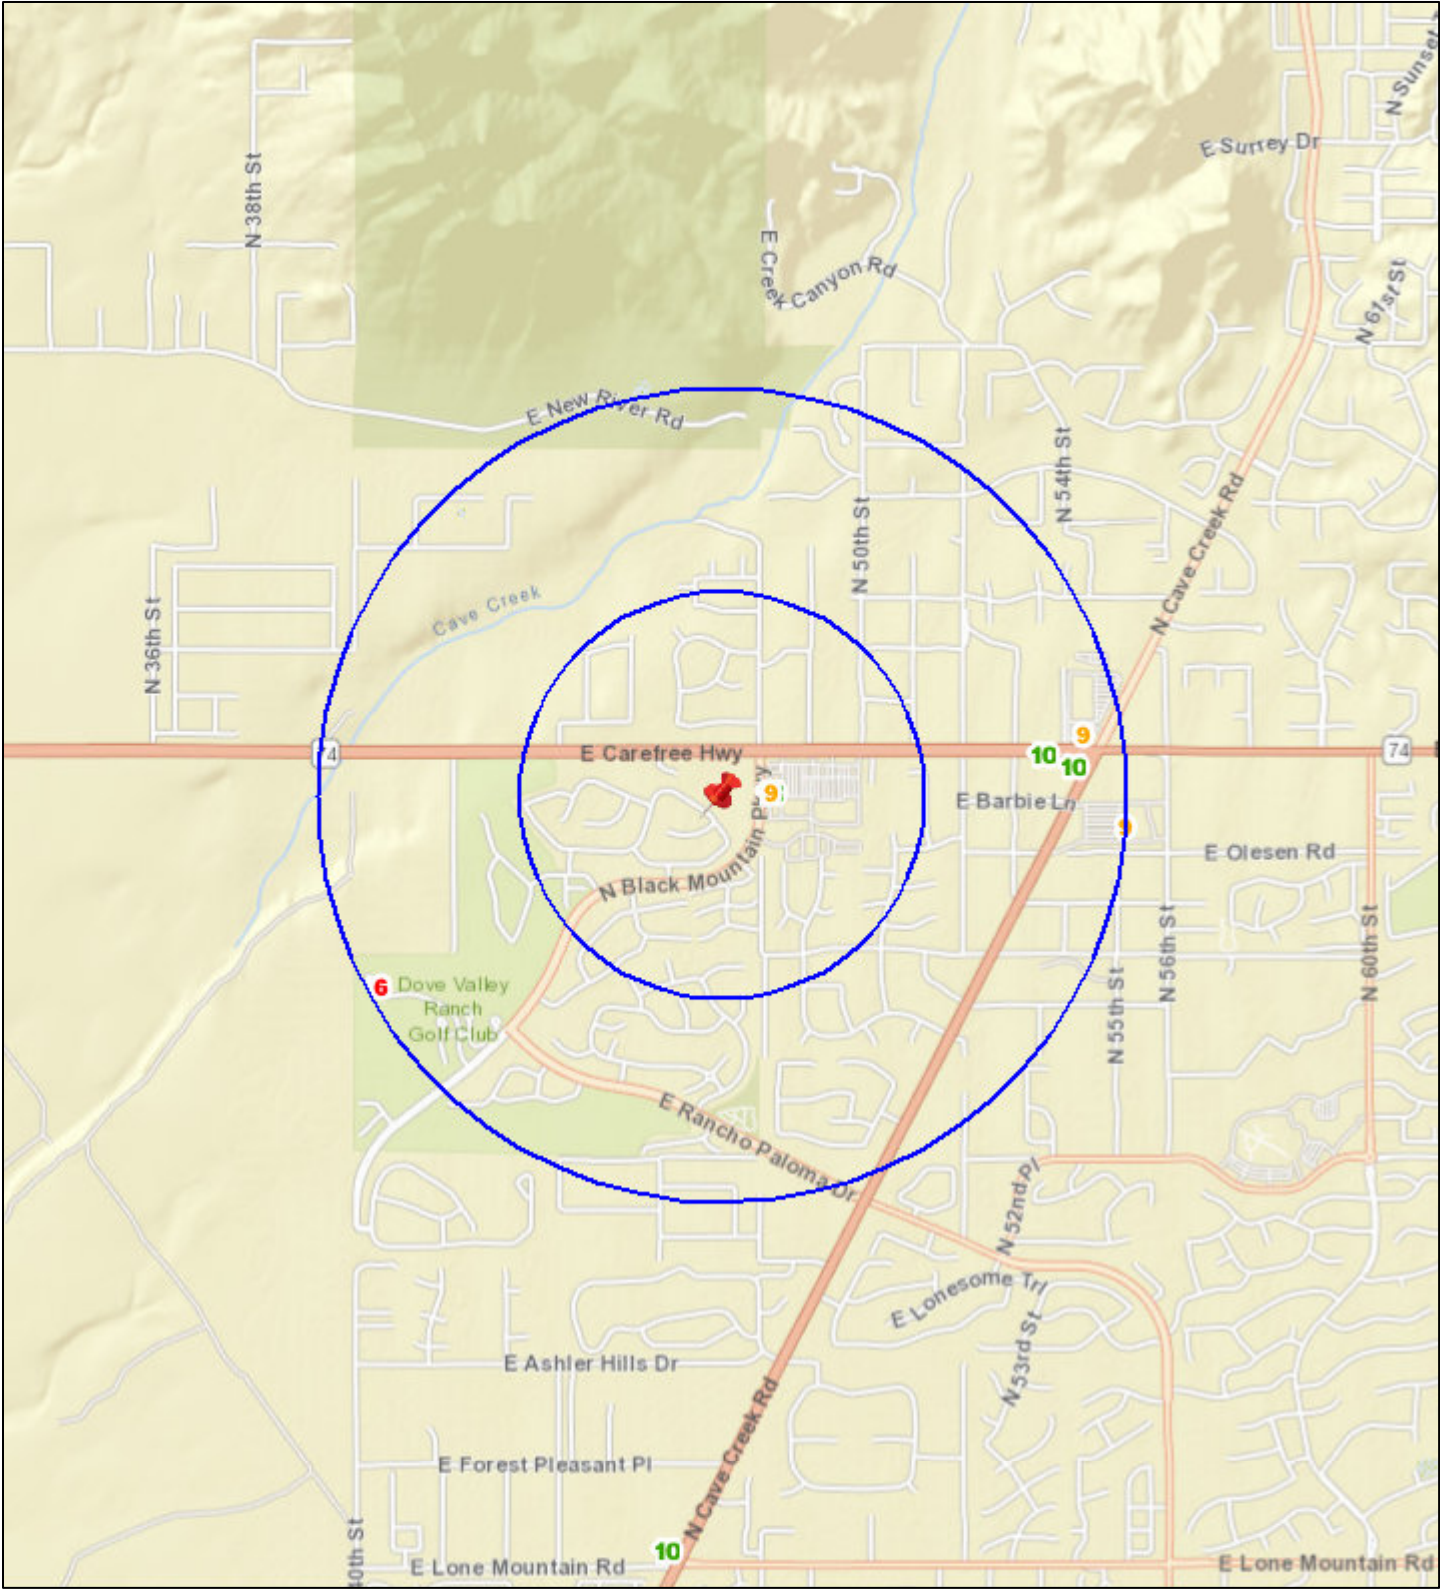 N Sunset
E Surrey Dr
N 38th St
E Creek
Canyon Rd
N 61st St
E New River Rd
N 54th St
N 50th St
N Cave Creek Rd
Cave Creek
N 36th St
9
74
E Carefree Hwy
10
74
10
9
E Barbie Ln
9
E Olesen Rd
N Black Mountain Pkwy
N 56th St
N 60th St
6
Dove Valley
Ranch
Golf Club
N 55th St
E Rancho Paloma Dr
N 52nd Pl
E Lonesome Trl
N 53rd St
E Ashler Hills Dr
N Cave Creek Rd
E Forest Pleasant Pl
40th St
10
E Lone Mountain Rd
E Lone Mountain Rd